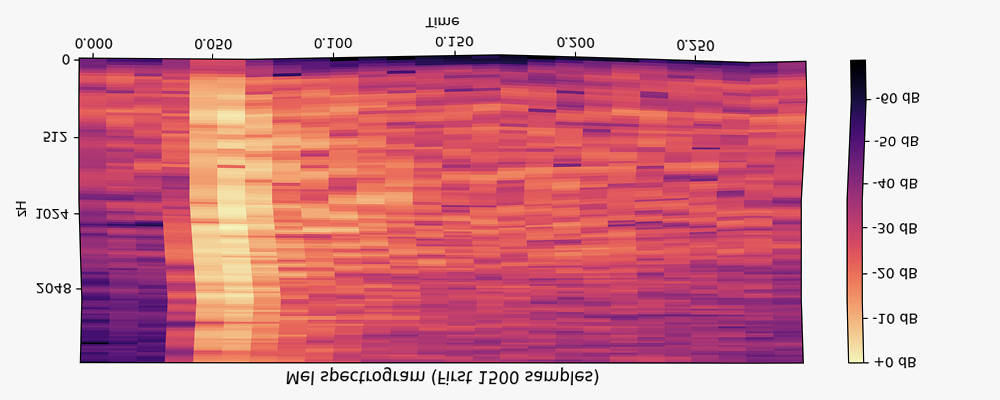 Time
0.000 0.050 0.100 0.150 0.200 0.250
0
512
1024
2048
Hz
-60 dB
-50 dB
-40 dB
-30 dB
-20 dB
-10 dB
+0 dB
Mel spectrogram (First 1500 samples)